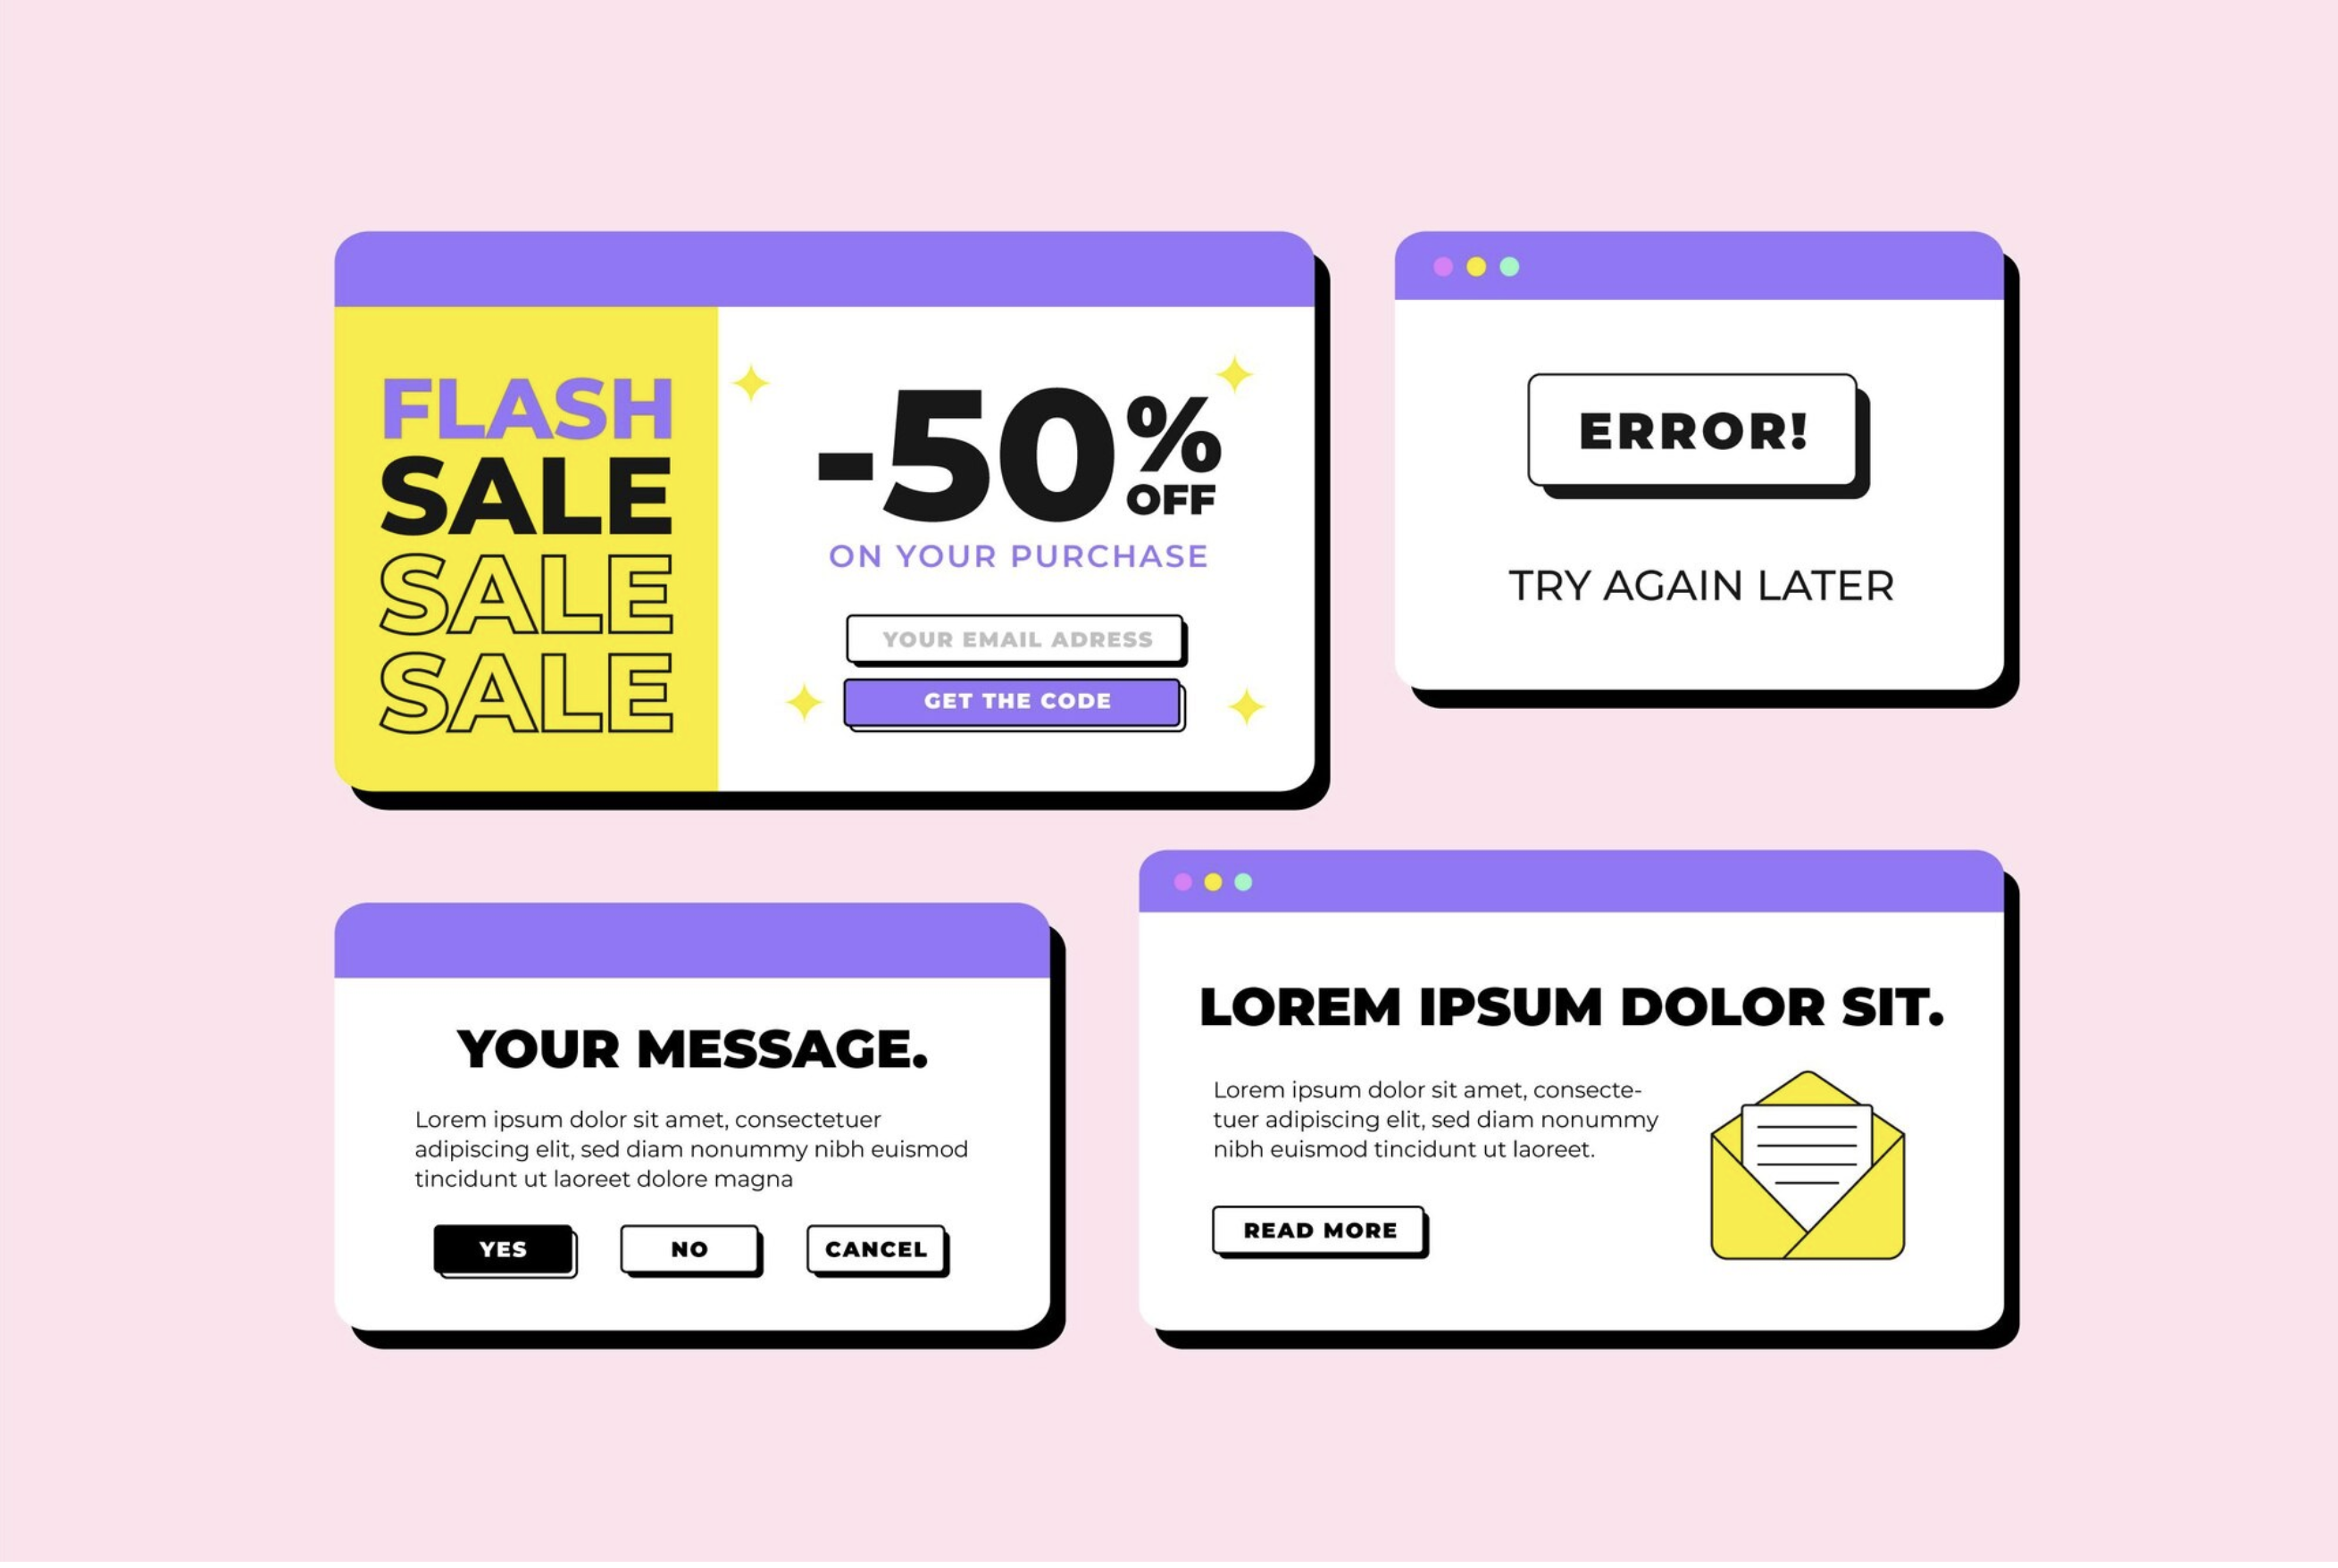 FLASH
SALE
SALE
SALE
-50%
OFF
ON YOUR PURCHASE
YOUR EMAIL ADRESS
GET THE CODE
ERROR!
TRY AGAIN LATER
YOUR MESSAGE.
Lorem ipsum dolor sit amet, consectetuer
adipiscing elit, sed diam nonummy nibh euismod
tincidunt ut laoreet dolore magna
YES NO CANCEL
LOREM IPSUM DOLOR SIT.
Lorem ipsum dolor sit amet, consecte-
tuer adipiscing elit, sed diam nonummy
nibh euismod tincidunt ut laoreet.
READ MORE